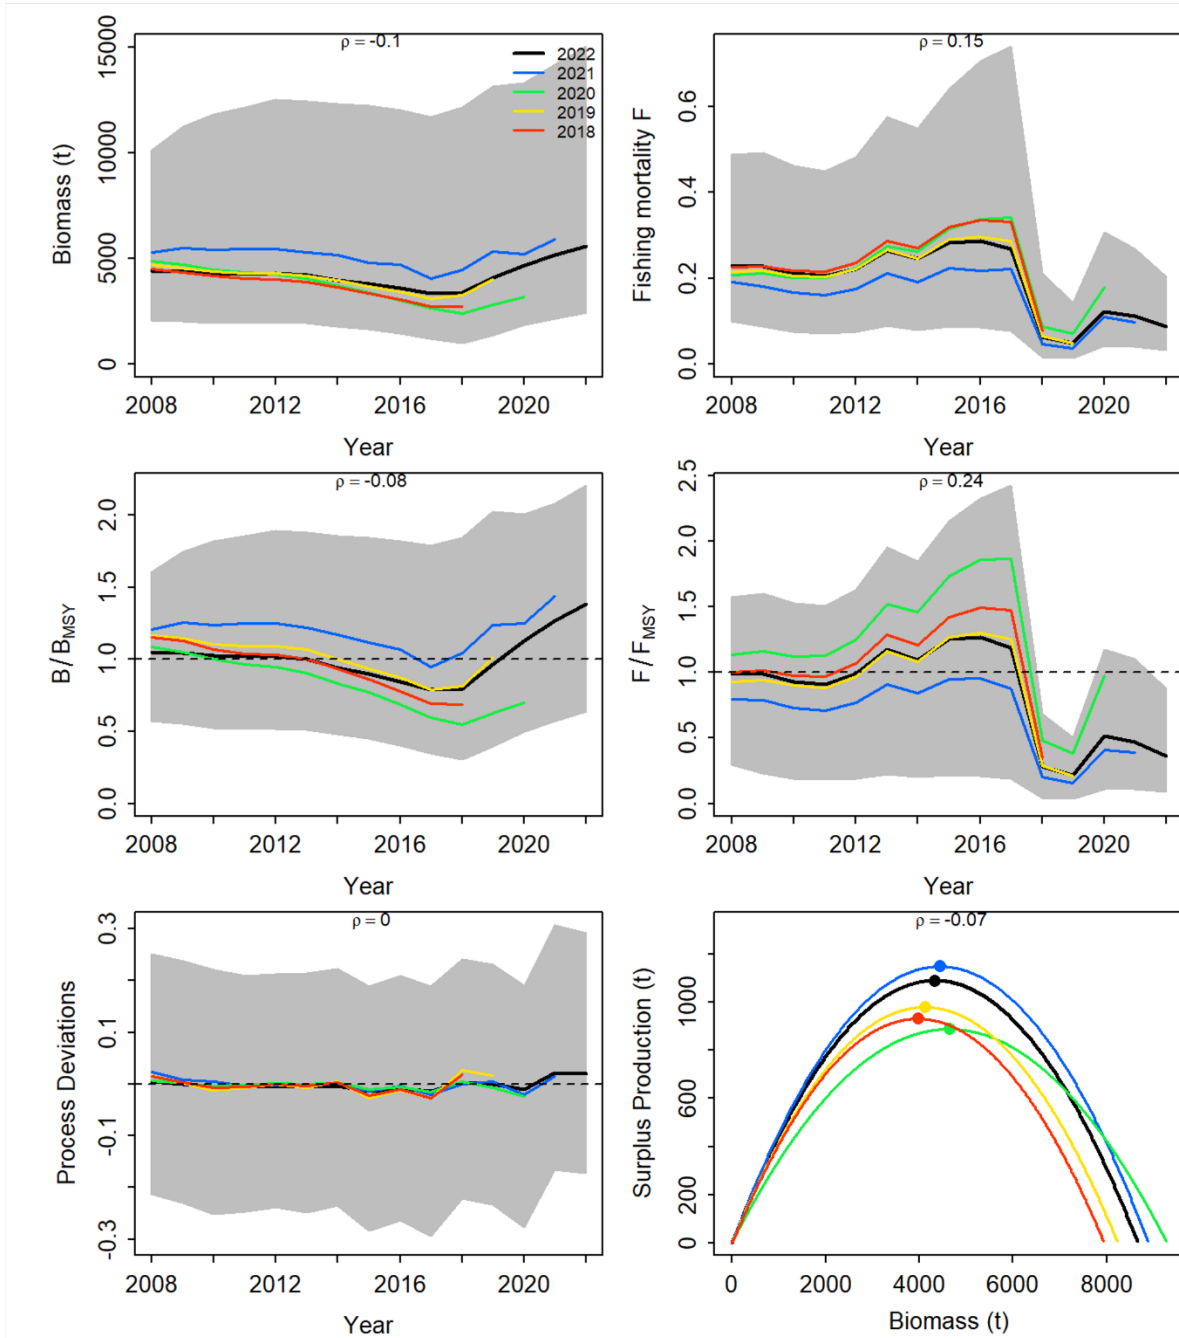 ρ = -0.1
Biomass (t)
15000
10000
5000
0
2022
2021
2020
2019
2018
2008 2012 2016 2020
Year
ρ = 0.15
Fishing mortality F
0.6
0.4
0.2
0.0
2008 2012 2016 2020
Year
ρ = -0.08
B/B_MSY
2.0
1.5
1.0
0.5
0.0
2008 2012 2016 2020
Year
ρ = 0.24
F/F_MSY
2.5
2.0
1.5
1.0
0.5
0.0
2008 2012 2016 2020
Year
ρ = 0
Process Deviations
0.3
0.1
-0.1
-0.3
2008 2012 2016 2020
Year
ρ = -0.07
Surplus Production (t)
1000
600
200
0
0 2000 4000 6000 8000
Biomass (t)